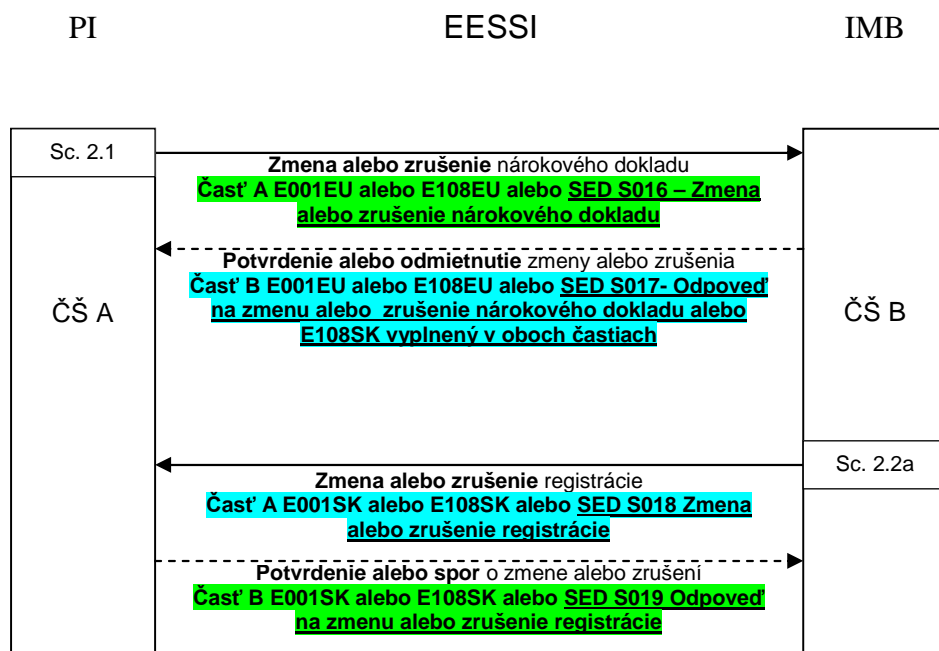 PI EESSI IMB
Sc. 2.1
Zmena alebo zrušenie nárokového dokladu
Časť A E001EU alebo E108EU alebo SED S016 – Zmena
alebo zrušenie nárokového dokladu
Potvrdenie alebo odmietnutie zmeny alebo zrušenia
Časť B E001EU alebo E108EU alebo SED S017- Odpoveď
na zmenu alebo  zrušenie nárokového dokladu alebo
E108SK vyplnený v oboch častiach
ČŠ A
ČŠ B
Sc. 2.2a
Zmena alebo zrušenie registrácie
Časť A E001SK alebo E108SK alebo SED S018 Zmena
alebo zrušenie registrácie
Potvrdenie alebo spor o zmene alebo zrušení
Časť B E001SK alebo E108SK alebo SED S019 Odpoveď
na zmenu alebo zrušenie registrácie